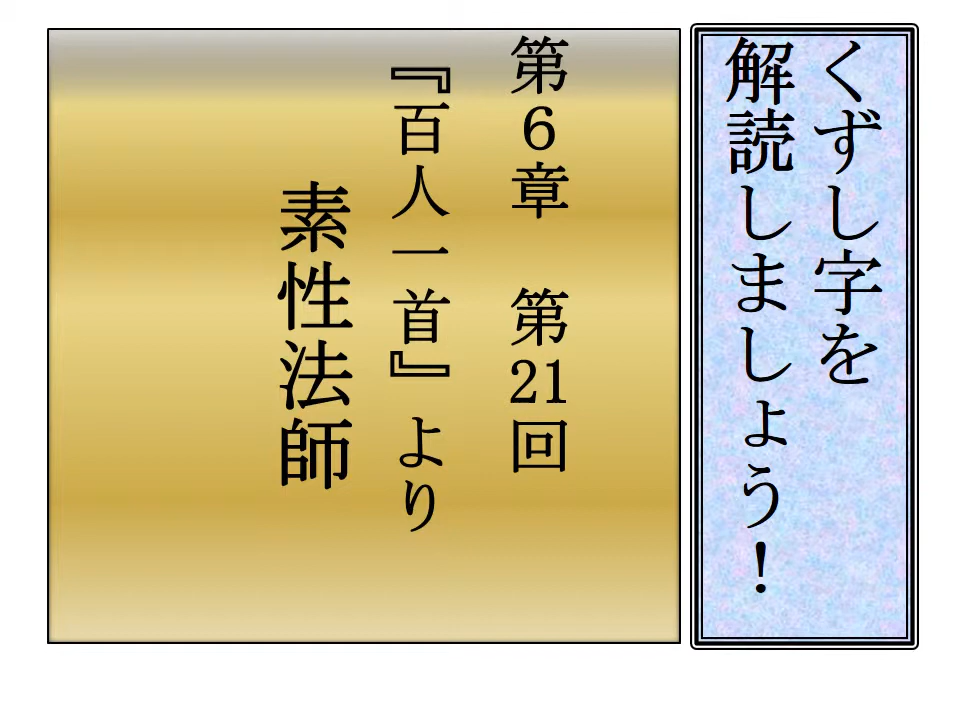 くずし字を
解読しましょう！
第６章　第21回
『百人一首』より
素性法師